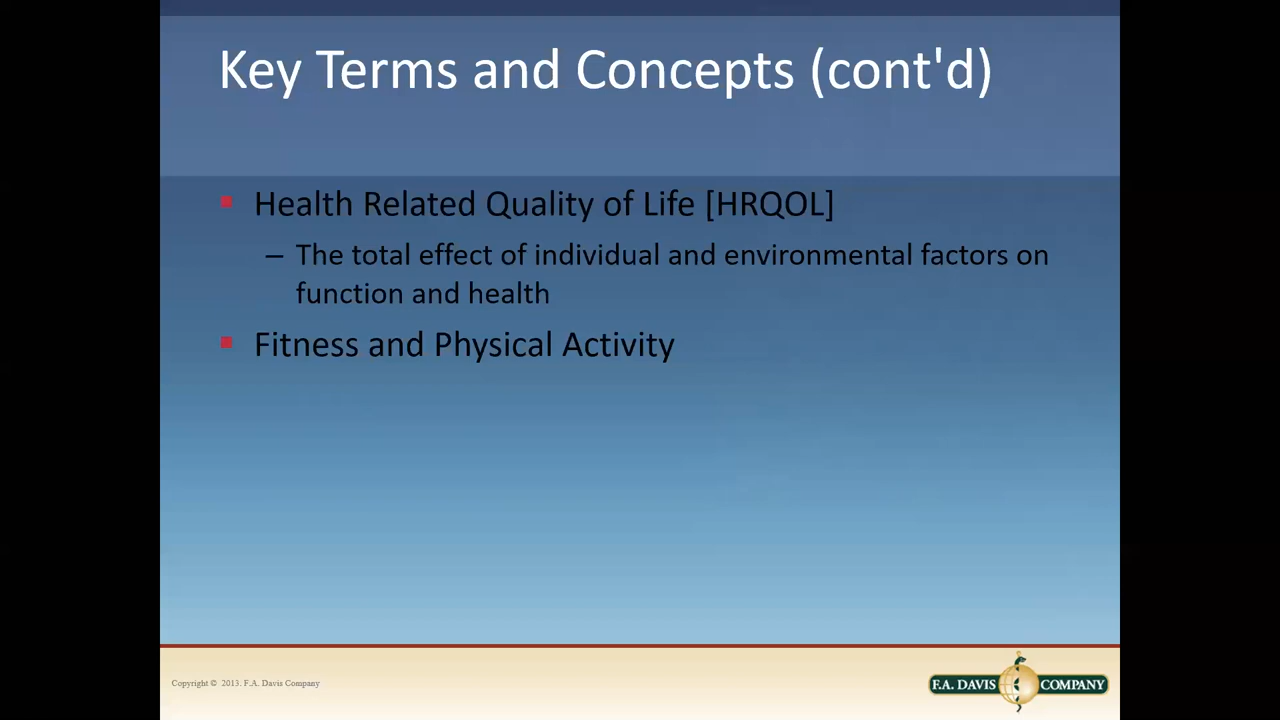 Key Terms and Concepts (cont'd)
▪ Health Related Quality of Life [HRQOL]
– The total effect of individual and environmental factors on
function and health
▪ Fitness and Physical Activity
Copyright © 2013. F.A. Davis Company
F.A. DAVIS COMPANY